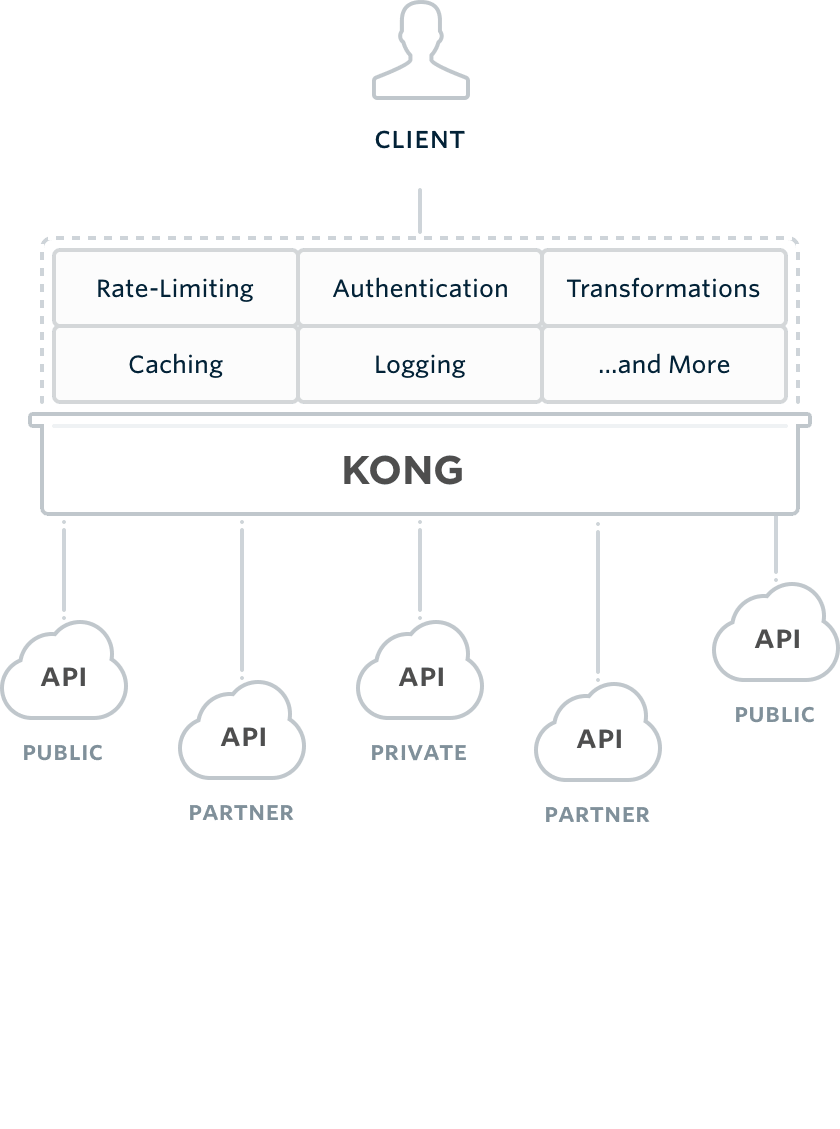 CLIENT
Rate-Limiting Authentication Transformations
Caching Logging ...and More
KONG
API
PUBLIC
API
PARTNER
API
PRIVATE
API
PARTNER
API
PUBLIC